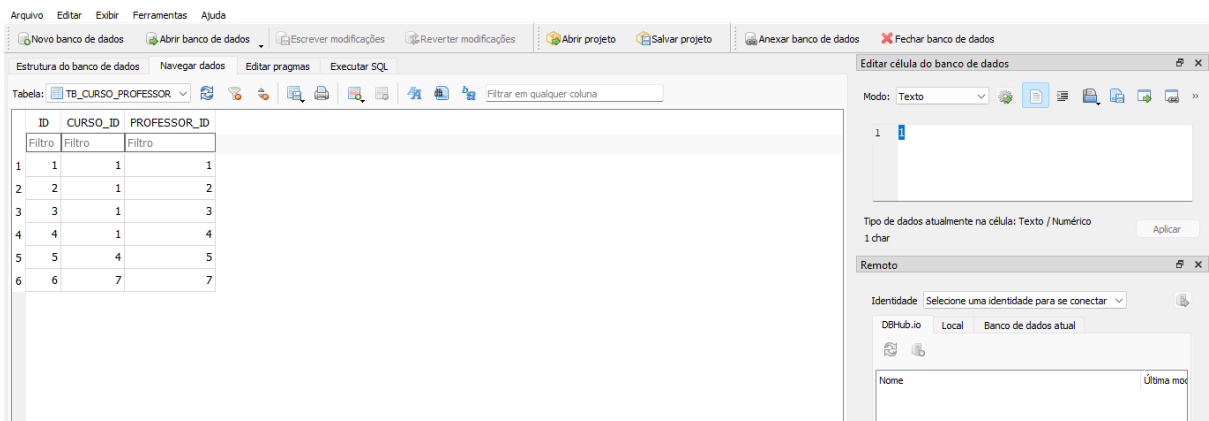 Arquivo Editar Exibir Ferramentas Ajuda
Novo banco de dados Abrir banco de dados Escrever modificações Reverter modificações Abrir projeto Salvar projeto Anexar banco de dados Fechar banco de dados
Estrutura do banco de dados Navegar dados Editar pragmas Executar SQL
Tabela: TB_CURSO_PROFESSOR Filtrar em qualquer coluna
ID CURSO_ID PROFESSOR_ID
Filtro Filtro Filtro
1 1 1 1
2 2 1 2
3 3 1 3
4 4 1 4
5 5 4 5
6 6 7 7
Editar célula do banco de dados
Modo: Texto
1 1
Tipo de dados atualmente na célula: Texto / Numérico
1 char
Aplicar
Remoto
Identidade Selecione uma identidade para se conectar
DBHub.io Local Banco de dados atual
Nome Última mod